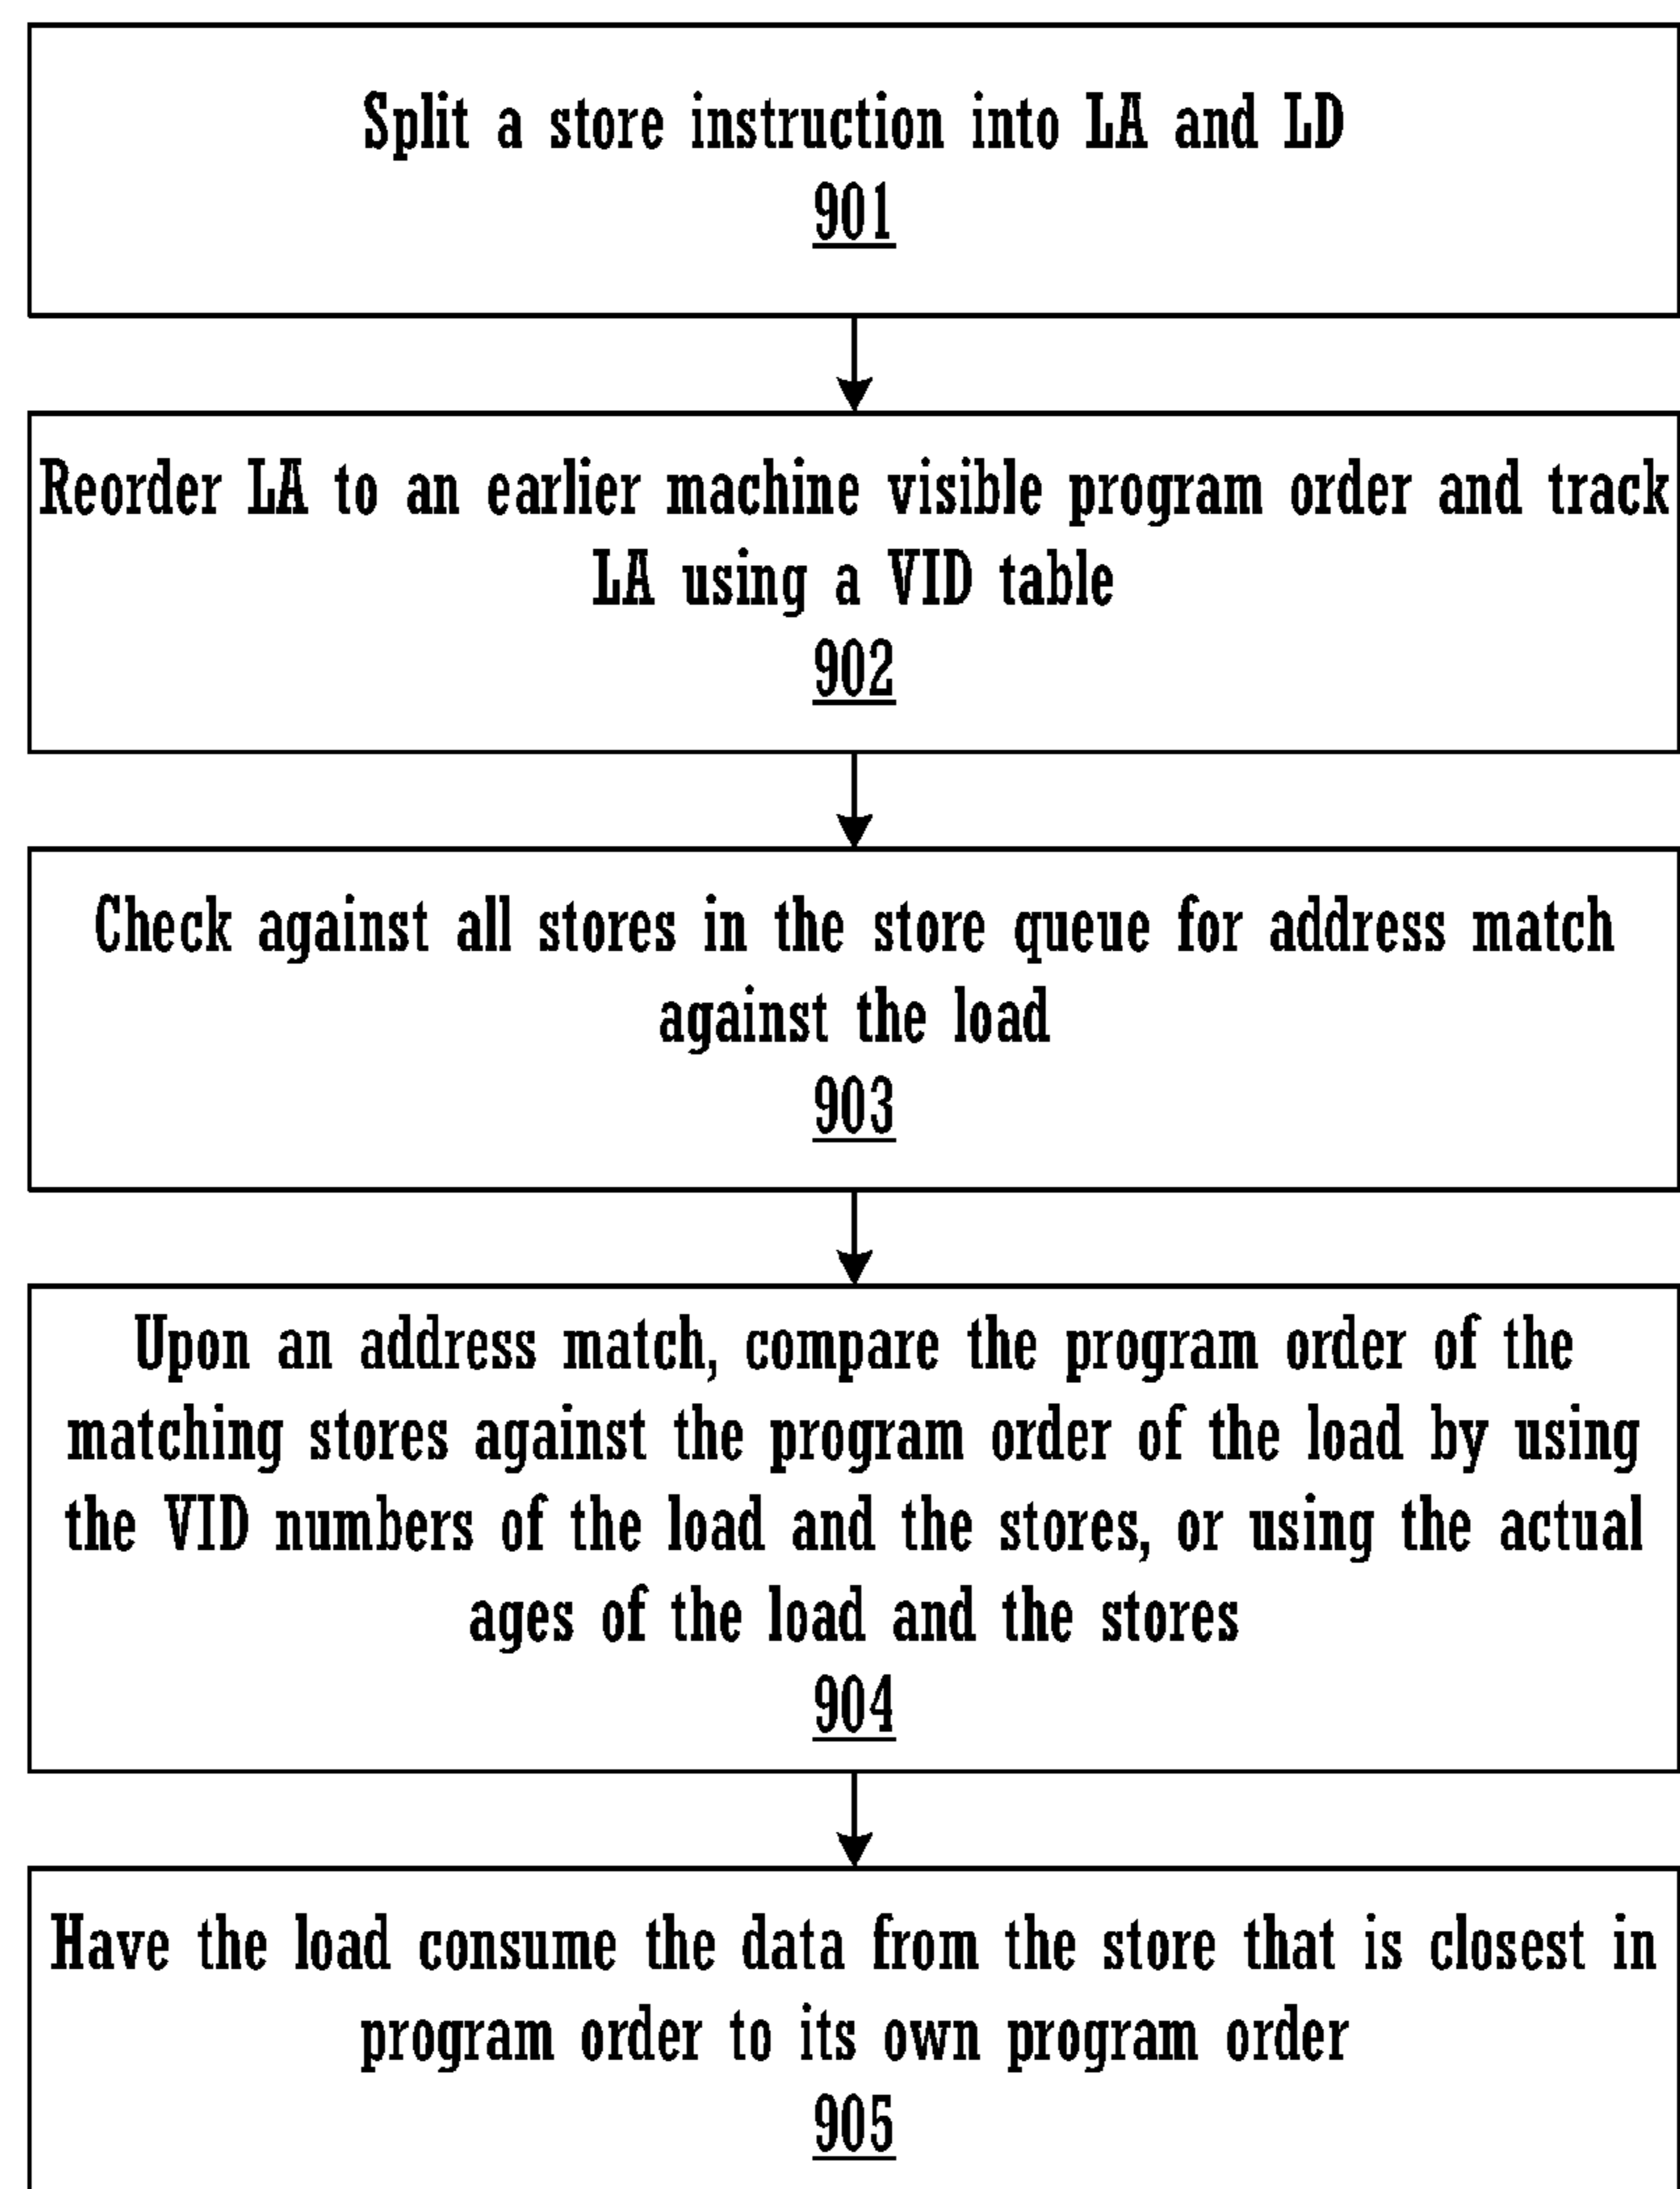 Split a store instruction into LA and LD
901
Reorder LA to an earlier machine visible program order and track
LA using a VID table
902
Check against all stores in the store queue for address match
against the load
903
Upon an address match, compare the program order of the
matching stores against the program order of the load by using
the VID numbers of the load and the stores, or using the actual
ages of the load and the stores
904
Have the load consume the data from the store that is closest in
program order to its own program order
905